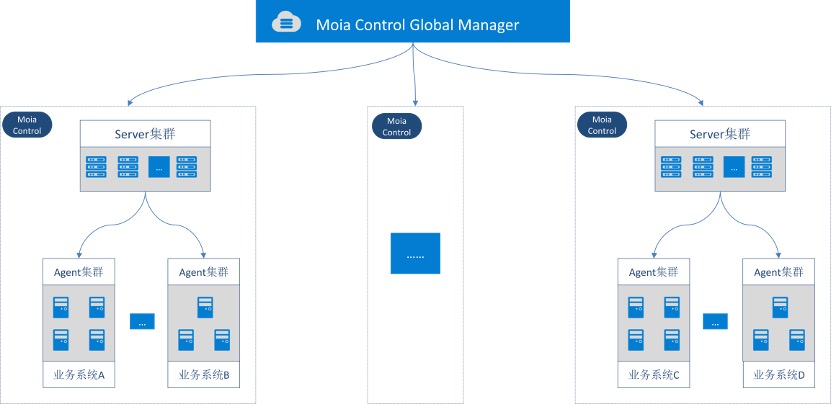 Moia Control Global Manager
Moia
Control
Server集群
...
Agent集群
业务系统A
...
Agent集群
业务系统B
Moia
Control
......
Moia
Control
Server集群
...
Agent集群
业务系统C
...
Agent集群
业务系统D